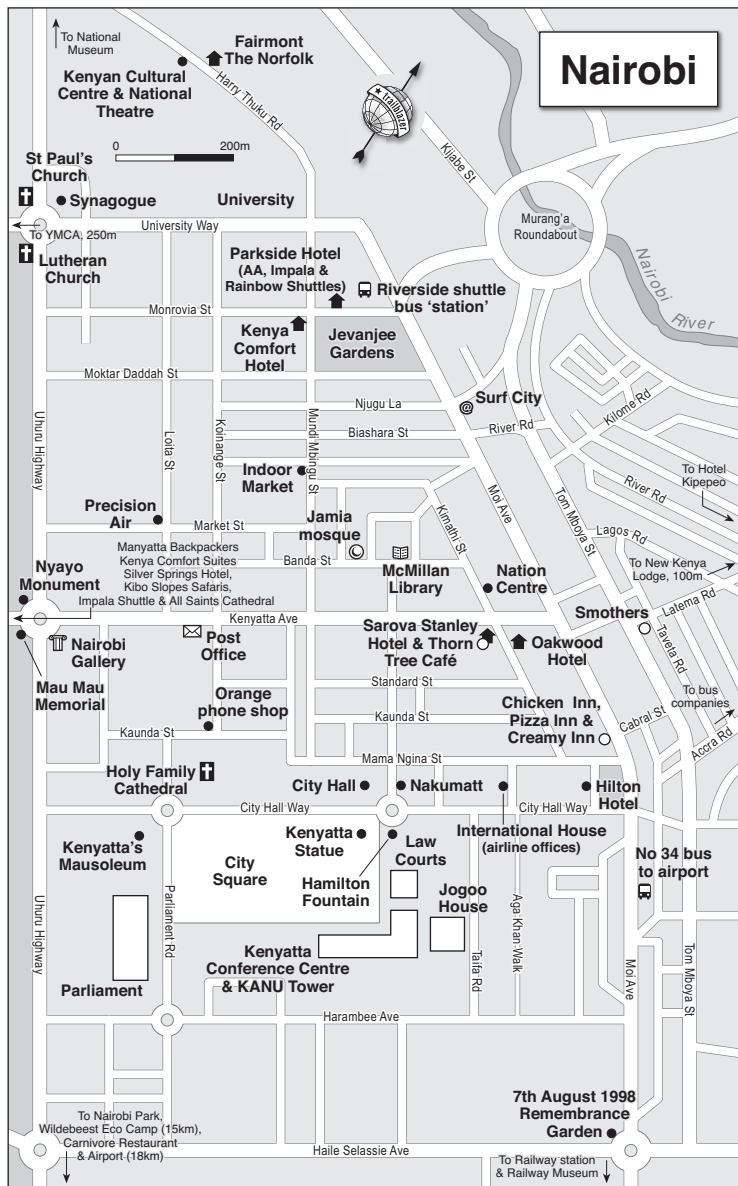 Nairobi
To National
Museum
Fairmont
The Norfolk
Kenyan Cultural
Centre & National
Theatre
Harry Thuku Rd
★ trailblazer
Kijabe St
0
200m
St Paul's
Church
Synagogue
University
University Way
To YMCA, 250m
Lutheran
Church
Murang'a
Roundabout
Nairobi
River
Parkside Hotel
(AA, Impala &
Rainbow Shuttles)
Riverside shuttle
bus 'station'
Monrovia St
Kenya
Comfort
Hotel
Jevanjee
Gardens
Moktar Daddah St
Njugu La
Surf City
@
Biashara St
River Rd
Kilome Rd
Uhuru Highway
Loita St
Koinange St
Mundi Mbingu St
Indoor
Market
Moi Ave
Tom Mboya St
River Rd
To Hotel
Kipepeo
Precision
Air
Market St
Jamia
mosque
Kimathi St
Lagos Rd
Manyatta Backpackers
Kenya Comfort Suites
Silver Springs Hotel,
Kibo Slopes Safaris,
Impala Shuttle & All Saints Cathedral
Banda St
McMillan
Library
Nation
Centre
To New Kenya
Lodge, 100m
Nyayo
Monument
Kenyatta Ave
Smothers
Latema Rd
Taveta Rd
Nairobi
Gallery
Post
Office
Sarova Stanley
Hotel & Thorn
Tree Café
Oakwood
Hotel
Mau Mau
Memorial
Orange
phone shop
Standard St
Kaunda St
Kaunda St
Chicken Inn,
Pizza Inn &
Creamy Inn
Cabral St
To bus
companies
Accra Rd
Mama Ngina St
Holy Family
Cathedral
City Hall
Nakumatt
Hilton
Hotel
City Hall Way
City Hall Way
International House
(airline offices)
Kenyatta's
Mausoleum
City
Square
Kenyatta
Statue
Hamilton
Fountain
Law
Courts
Jogoo
House
No 34 bus
to airport
Uhuru Highway
Parliament Rd
Aga-Khan-Walk
Taifa Rd
Moi Ave
Tom Mboya St
Kenyatta
Conference Centre
& KANU Tower
Parliament
Harambee Ave
7th August 1998
Remembrance
Garden
To Nairobi Park,
Wildebeest Eco Camp (15km),
Carnivore Restaurant
& Airport (18km)
Haile Selassie Ave
To Railway station
& Railway Museum